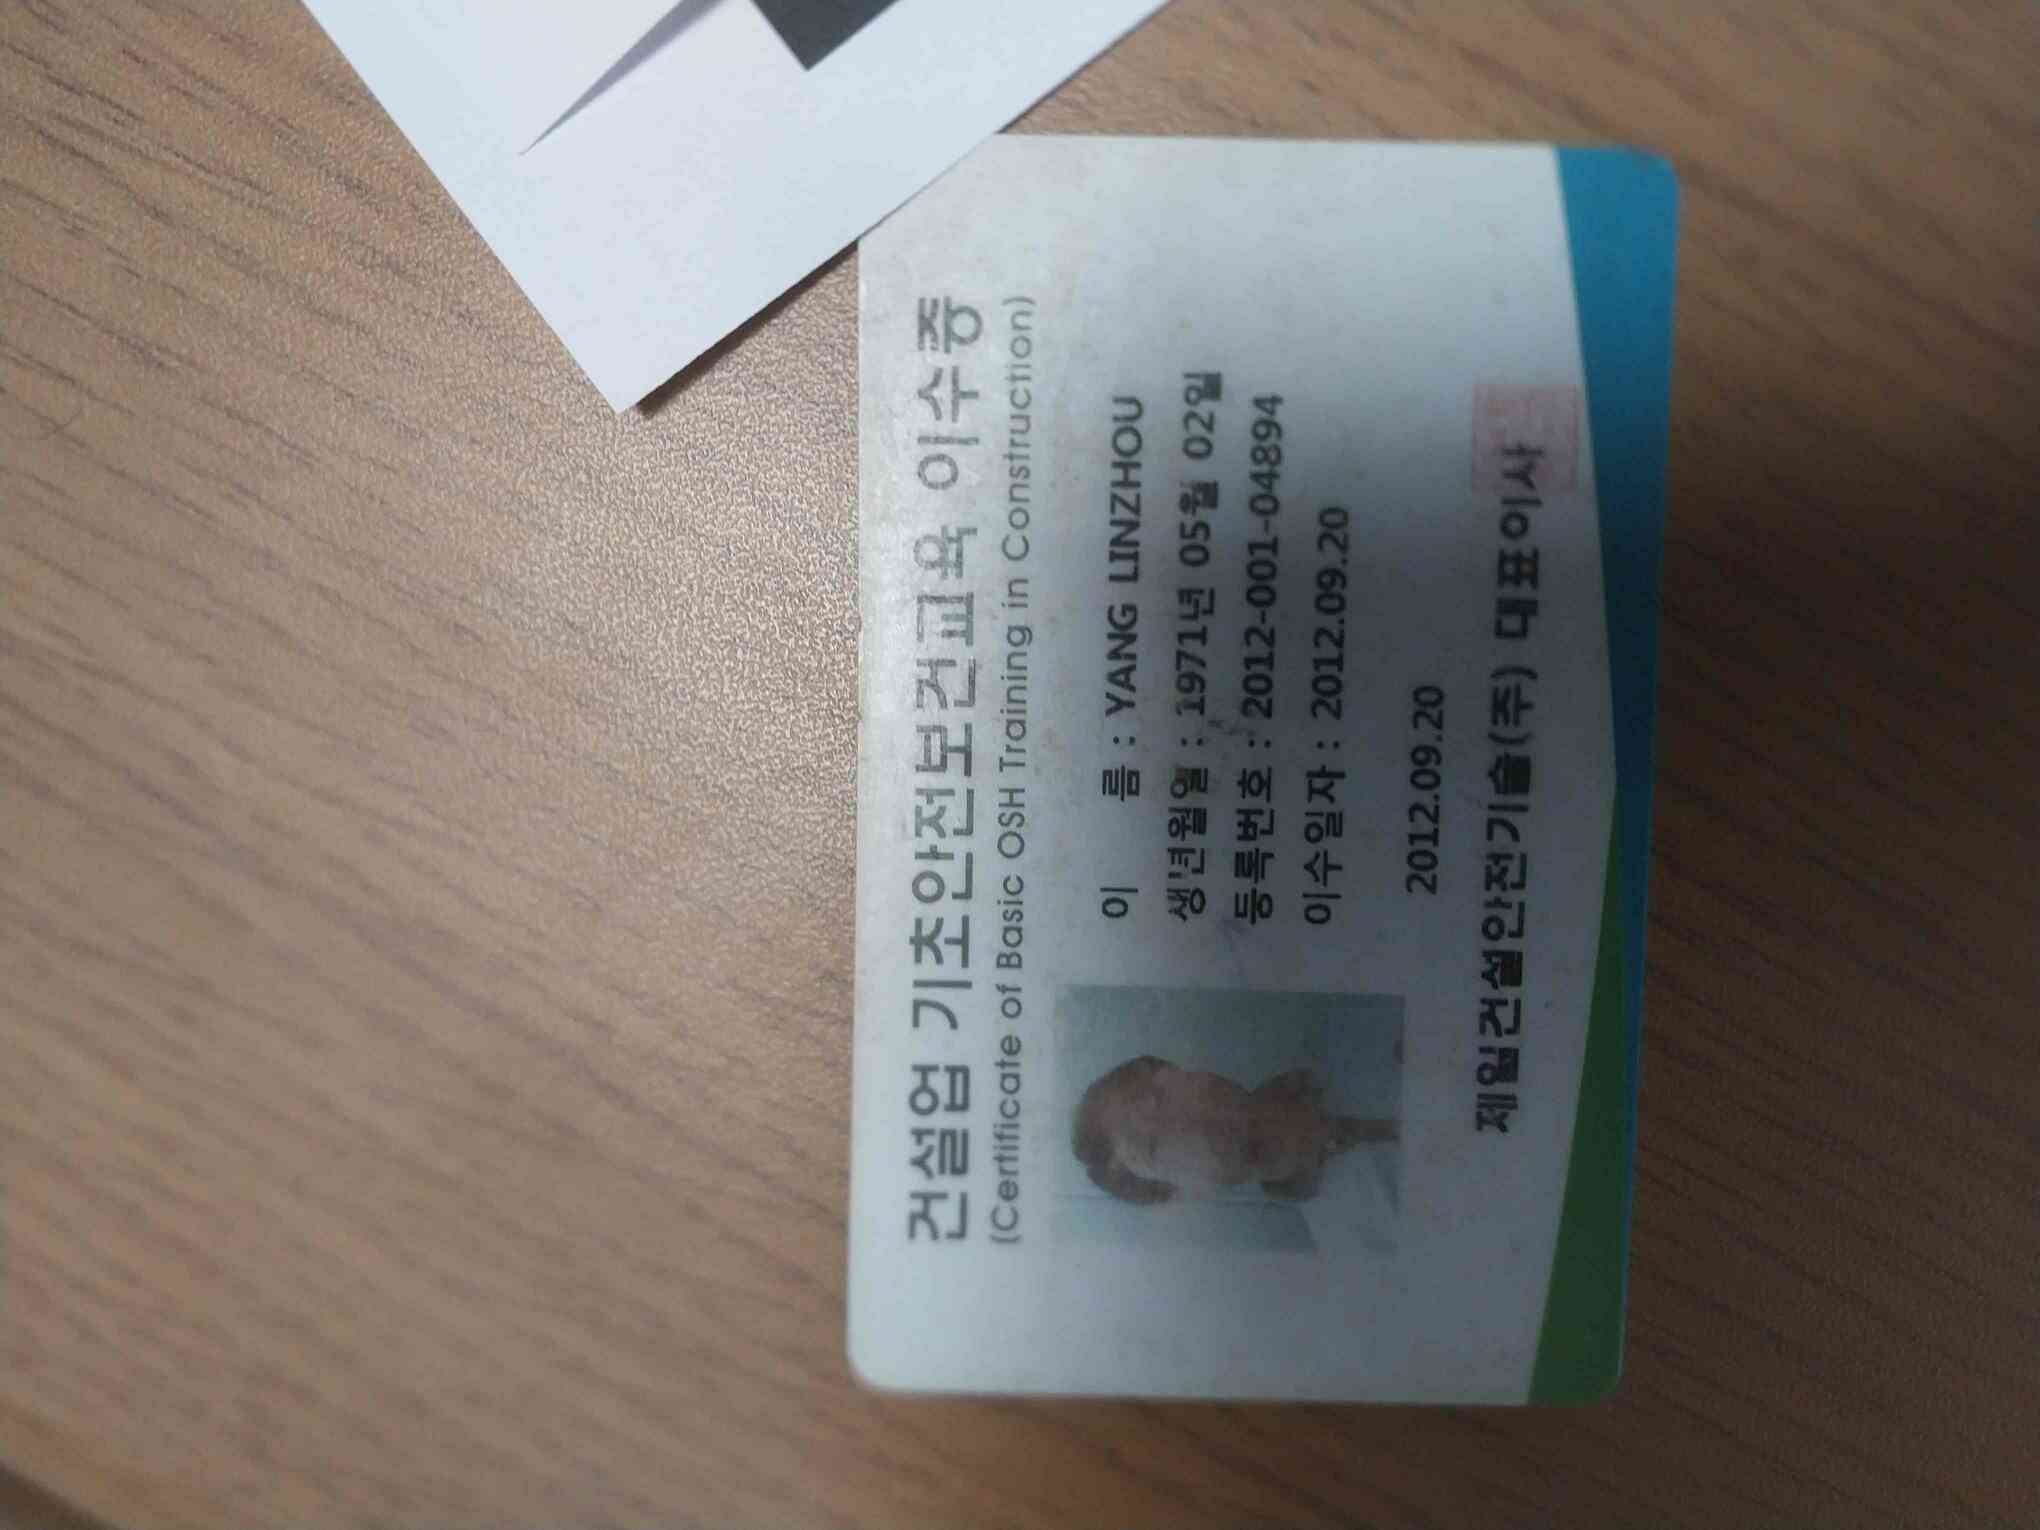 건설업 기초안전보건교육 이수증
(Certificate of Basic OSH Training in Construction)
이 름 : YANG LINZHOU
생년월일 : 1971년 05월 02일
등록번호 : 2012-001-04894
이수일자 : 2012.09.20
2012.09.20
제일건설안전기술(주) 대표이사